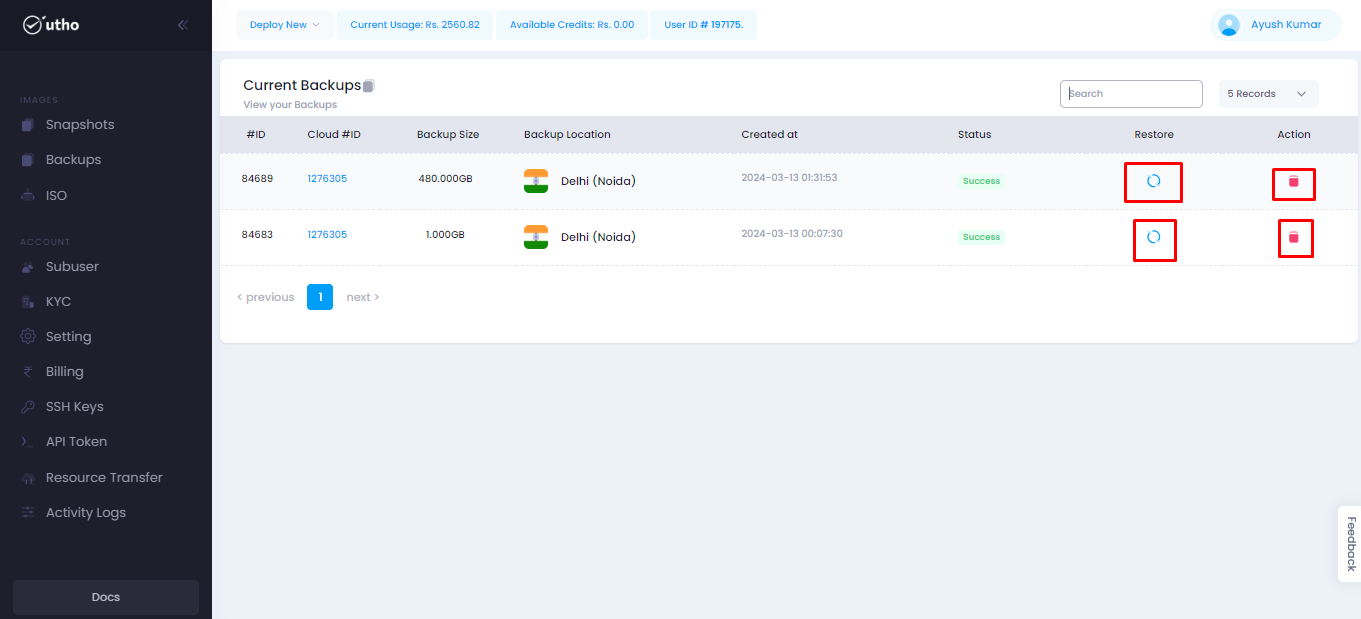 utho
Deploy New
Current Usage: Rs. 2560.82
Available Credits: Rs. 0.00
User ID # 197175.
Ayush Kumar
IMAGES
Snapshots
Backups
ISO
ACCOUNT
Subuser
KYC
Setting
Billing
SSH Keys
API Token
Resource Transfer
Activity Logs
Docs
Current Backups
View your Backups
Search
5 Records
#ID Cloud #ID Backup Size Backup Location Created at Status Restore Action
84689 1276305 480.000GB Delhi (Noida) 2024-03-13 01:31:53 Success
84683 1276305 1.000GB Delhi (Noida) 2024-03-13 00:07:30 Success
< previous 1 next >
Feedback